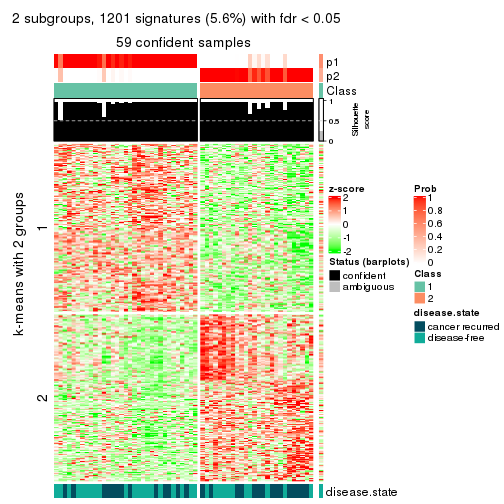 2 subgroups, 1201 signatures (5.6%) with fdr < 0.05
59 confident samples
p1
p2
Class
1
0.5
0
Silhouette
score
k-means with 2 groups
1
2
z-score
2
1
0
-1
-2
Status (barplots)
confident
ambiguous
Prob
1
0.8
0.6
0.4
0.2
0
Class
1
2
disease.state
cancer recurred
disease-free
disease.state